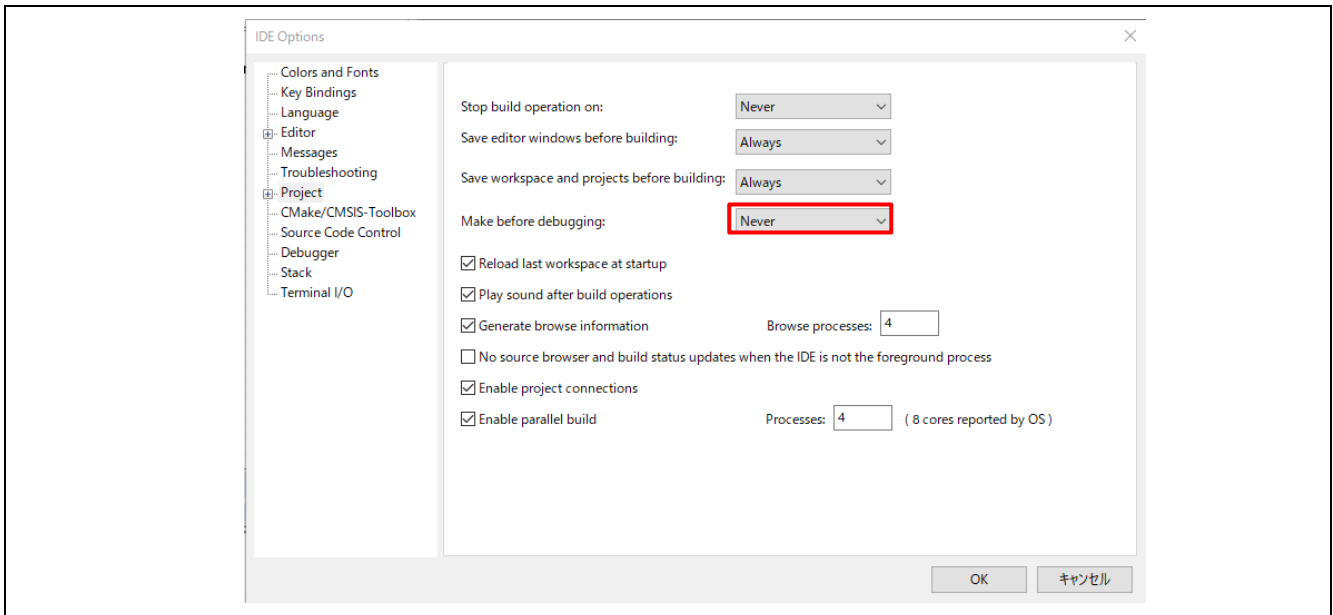 IDE Options
Colors and Fonts
Key Bindings
Language
Editor
Messages
Troubleshooting
Project
CMake/CMSIS-Toolbox
Source Code Control
Debugger
Stack
Terminal I/O
Stop build operation on: Never
Save editor windows before building: Always
Save workspace and projects before building: Always
Make before debugging: Never
Reload last workspace at startup
Play sound after build operations
Generate browse information Browse processes: 4
No source browser and build status updates when the IDE is not the foreground process
Enable project connections
Enable parallel build Processes: 4 ( 8 cores reported by OS )
OK キャンセル